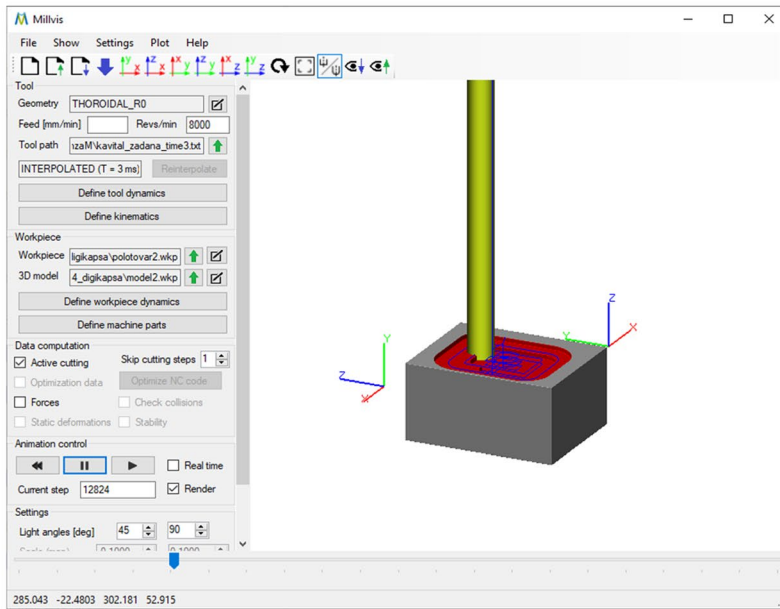 Millvis
File Show Settings Plot Help
Tool
Geometry THOROIDAL_R0
Feed [mm/min] Revs/min 8000
Tool path ızaM\kavital_zadana_time3.txt
INTERPOLATED (T = 3 ms) Reinterpolate
Define tool dynamics
Define kinematics
Workpiece
Workpiece ligikapsa\polotovar2.wkp
3D model 4_digikapsa\model2.wkp
Define workpiece dynamics
Define machine parts
Data computation
Active cutting Skip cutting steps 1
Optimization data Optimize NC code
Forces Check collisions
Static deformations Stability
Animation control
Real time
Current step 12824 Render
Settings
Light angles [deg] 45 90
Z
X
Y
Y
Z
X
285.043 -22.4803 302.181 52.915